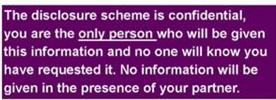 The disclosure scheme is confidential,
you are the only person who will be given
this information and no one will know you
have requested it. No information will be
given in the presence of your partner.